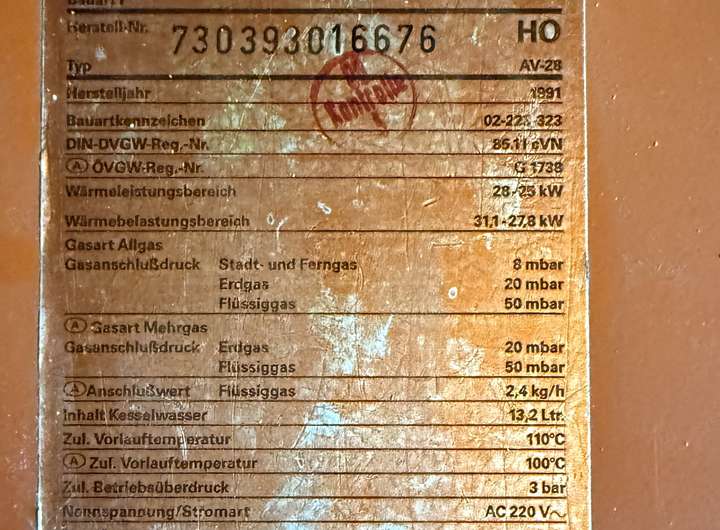 Bauart
Herstell-Nr. 730393016676 HO
Typ AV-28
Herstelljahr 1991
Bauartkennzeichen 02-223-323
DIN-DVGW-Reg.-Nr. 85.11 eVN
Ⓐ ÖVGW-Reg.-Nr. G 1738
Wärmeleistungsbereich 28-25 kW
Wärmebelastungsbereich 31,1-27,8 kW
Gasart Allgas
Gasanschlußdruck Stadt- und Ferngas 8 mbar
Erdgas 20 mbar
Flüssiggas 50 mbar
Ⓐ Gasart Mehrgas
Gasanschlußdruck Erdgas 20 mbar
Flüssiggas 50 mbar
Ⓐ Anschlußwert Flüssiggas 2,4 kg/h
Inhalt Kesselwasser 13,2 Ltr.
Zul. Vorlauftemperatur 110°C
Ⓐ Zul. Vorlauftemperatur 100°C
Zul. Betriebsüberdruck 3 bar
Nennspannung/Stromart AC 220 V~
Kontrolle